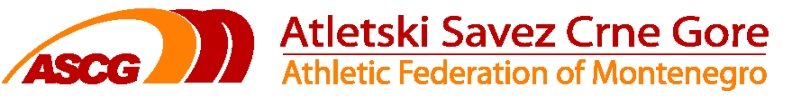 ASCG
Atletski Savez Crne Gore
Athletic Federation of Montenegro